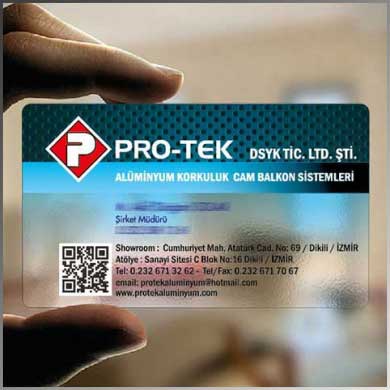 P PRO-TEK DSYK TİC. LTD. ŞTİ.
ALÜMİNYUM KORKULUK CAM BALKON SİSTEMLERİ
Şirket Müdürü
Showroom : Cumhuriyet Mah. Atatürk Cad. No: 69 / Dikili / İZMİR
Atölye : Sanayi Sitesi C Blok No:16 Dikili / İZMİR
Tel: 0.232 671 32 62 - Tel/Fax: 0.232 671 70 67
email: protekaluminyum@hotmail.com
www.protekaluminyum.com